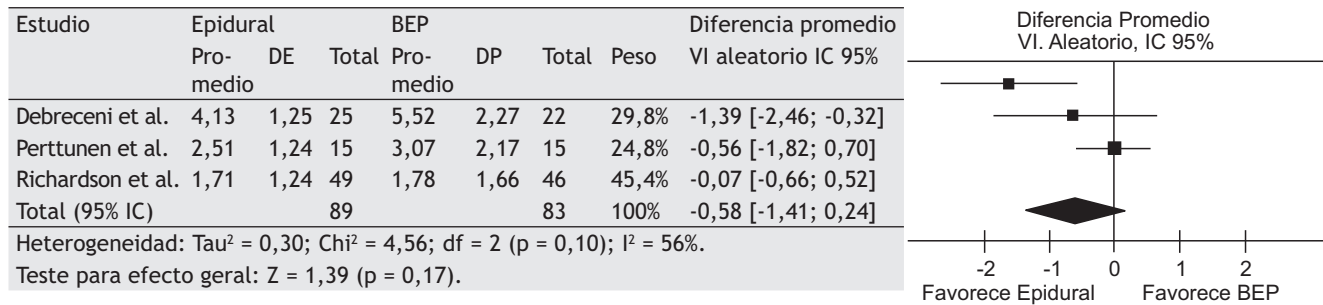 Estudio Epidural BEP Diferencia promedio
Pro- DE Total Pro- DP Total Peso VI aleatorio IC 95%
medio medio
Debreceni et al. 4,13 1,25 25 5,52 2,27 22 29,8% -1,39 [-2,46; -0,32]
Perttunen et al. 2,51 1,24 15 3,07 2,17 15 24,8% -0,56 [-1,82; 0,70]
Richardson et al. 1,71 1,24 49 1,78 1,66 46 45,4% -0,07 [-0,66; 0,52]
Total (95% IC) 89 83 100% -0,58 [-1,41; 0,24]
Heterogeneidad: Tau² = 0,30; Chi² = 4,56; df = 2 (p = 0,10); I² = 56%.
Teste para efecto geral: Z = 1,39 (p = 0,17).
Diferencia Promedio
VI. Aleatorio, IC 95%
-2 -1 0 1 2
Favorece Epidural Favorece BEP